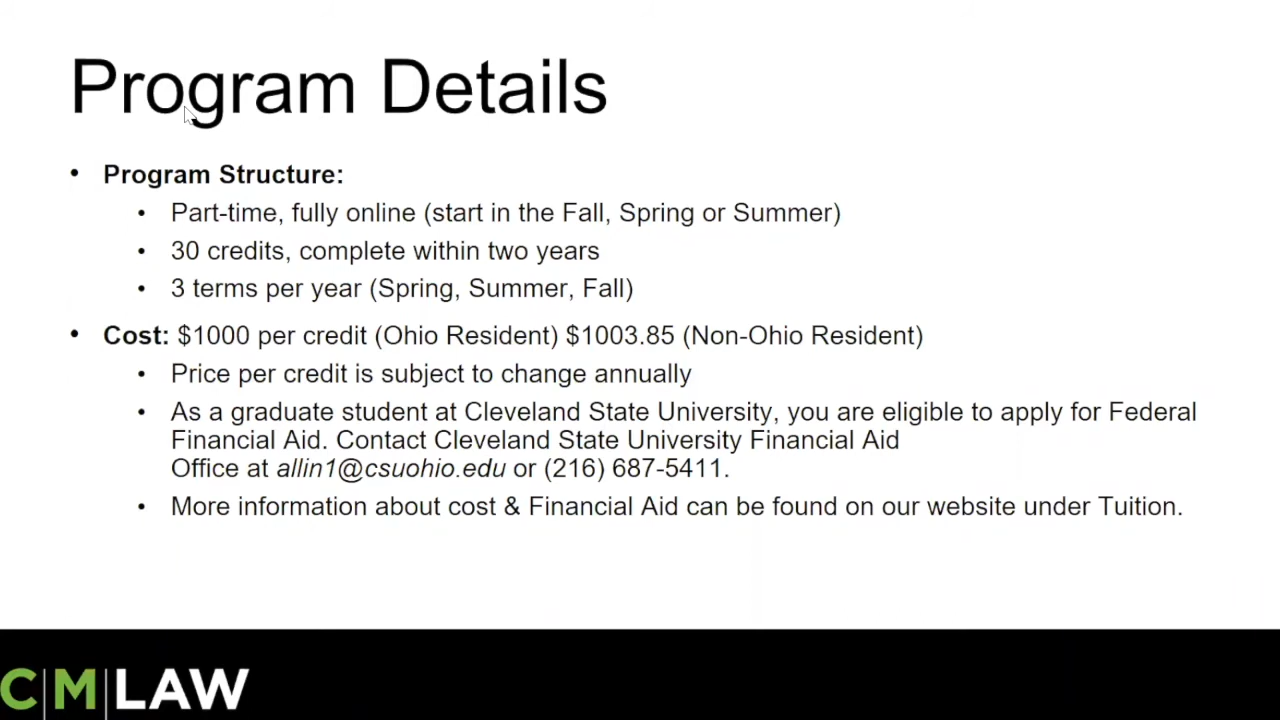 Program Details
• Program Structure:
• Part-time, fully online (start in the Fall, Spring or Summer)
• 30 credits, complete within two years
• 3 terms per year (Spring, Summer, Fall)
• Cost: $1000 per credit (Ohio Resident) $1003.85 (Non-Ohio Resident)
• Price per credit is subject to change annually
• As a graduate student at Cleveland State University, you are eligible to apply for Federal
Financial Aid. Contact Cleveland State University Financial Aid
Office at allin1@csuohio.edu or (216) 687-5411.
• More information about cost & Financial Aid can be found on our website under Tuition.
C|M|LAW